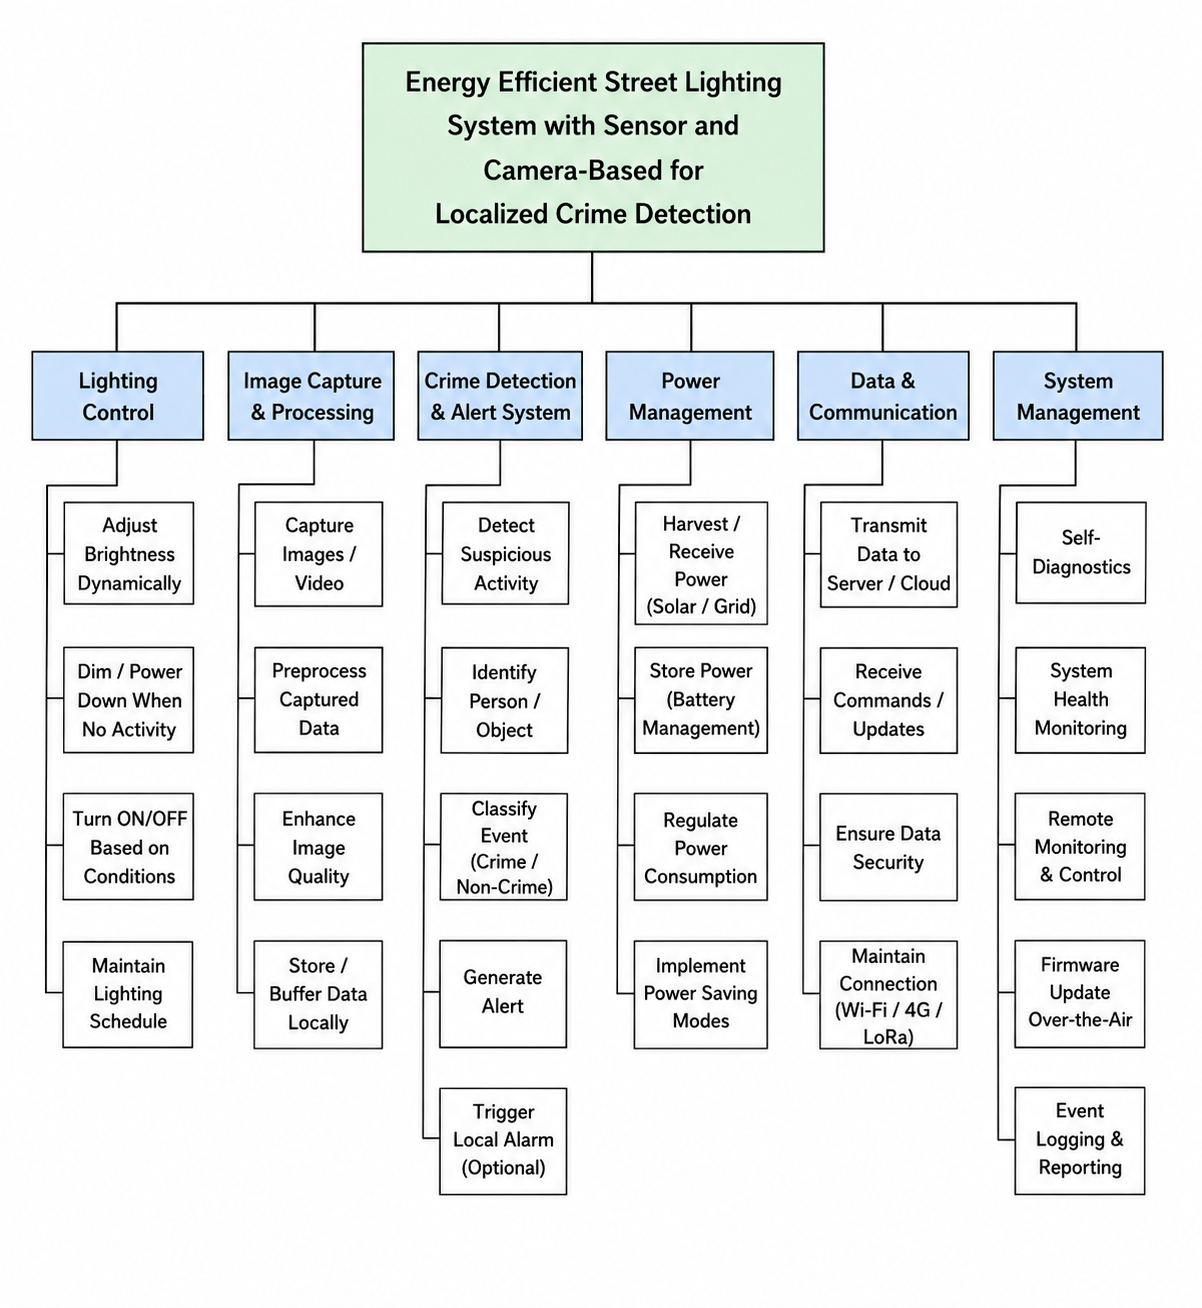 Energy Efficient Street Lighting
System with Sensor and
Camera-Based for
Localized Crime Detection
Lighting
Control
Image Capture
& Processing
Crime Detection
& Alert System
Power
Management
Data &
Communication
System
Management
Adjust
Brightness
Dynamically
Dim / Power
Down When
No Activity
Turn ON/OFF
Based on
Conditions
Maintain
Lighting
Schedule
Capture
Images /
Video
Preprocess
Captured
Data
Enhance
Image
Quality
Store /
Buffer Data
Locally
Detect
Suspicious
Activity
Identify
Person /
Object
Classify
Event
(Crime /
Non-Crime)
Generate
Alert
Trigger
Local Alarm
(Optional)
Harvest /
Receive
Power
(Solar / Grid)
Store Power
(Battery
Management)
Regulate
Power
Consumption
Implement
Power Saving
Modes
Transmit
Data to
Server / Cloud
Receive
Commands /
Updates
Ensure Data
Security
Maintain
Connection
(Wi-Fi / 4G /
LoRa)
Self-
Diagnostics
System
Health
Monitoring
Remote
Monitoring
& Control
Firmware
Update
Over-the-Air
Event
Logging &
Reporting